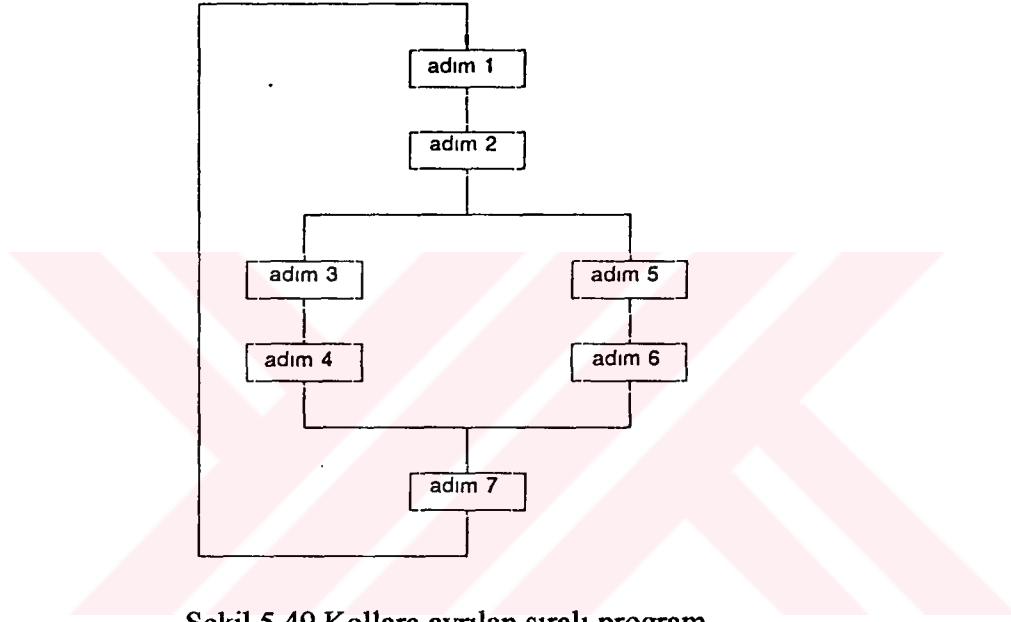 adım 1
adım 2
adım 3
adım 5
adım 4
adım 6
adım 7
Şekil 5.49 Kollara ayrılan sıralı program